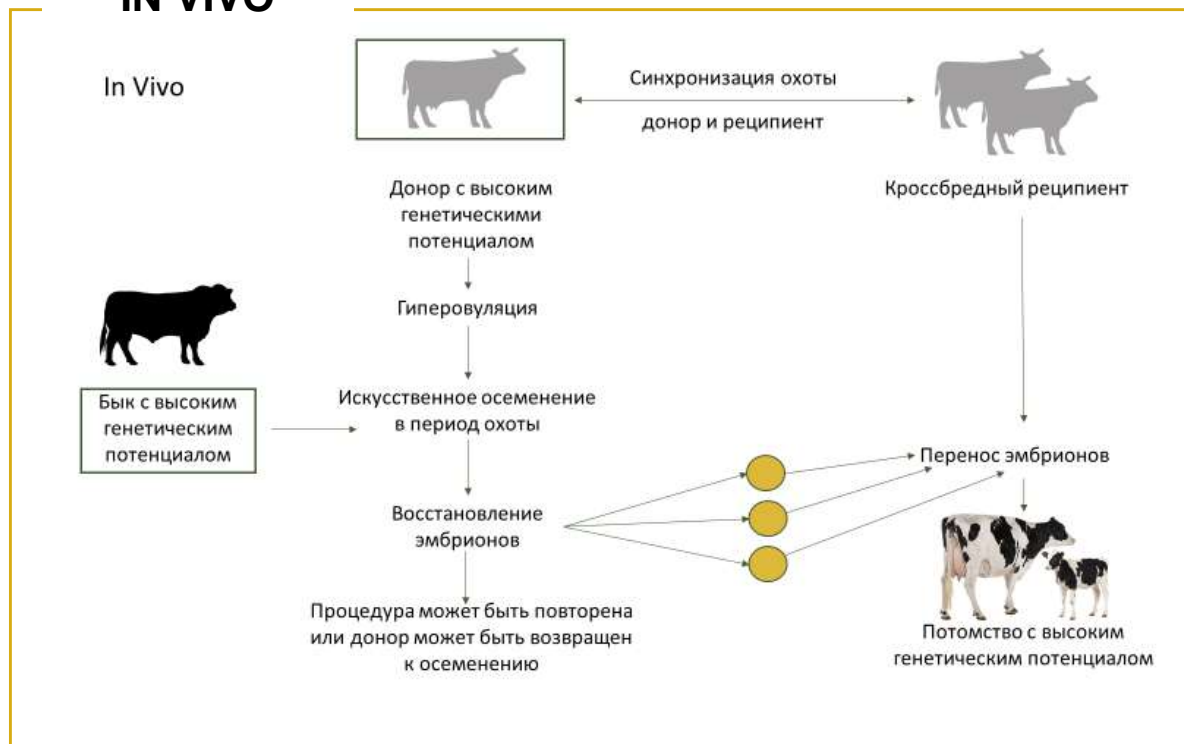 IN VIVO
In Vivo
Синхронизация охоты
донор и реципиент
Донор с высоким
генетическими
потенциалом
Кроссбредный реципиент
Гиперовуляция
Бык с высоким
генетическим
потенциалом
Искусственное осеменение
в период охоты
Перенос эмбрионов
Восстановление
эмбрионов
Процедура может быть повторена
или донор может быть возвращен
к осеменению
Потомство с высоким
генетическим потенциалом